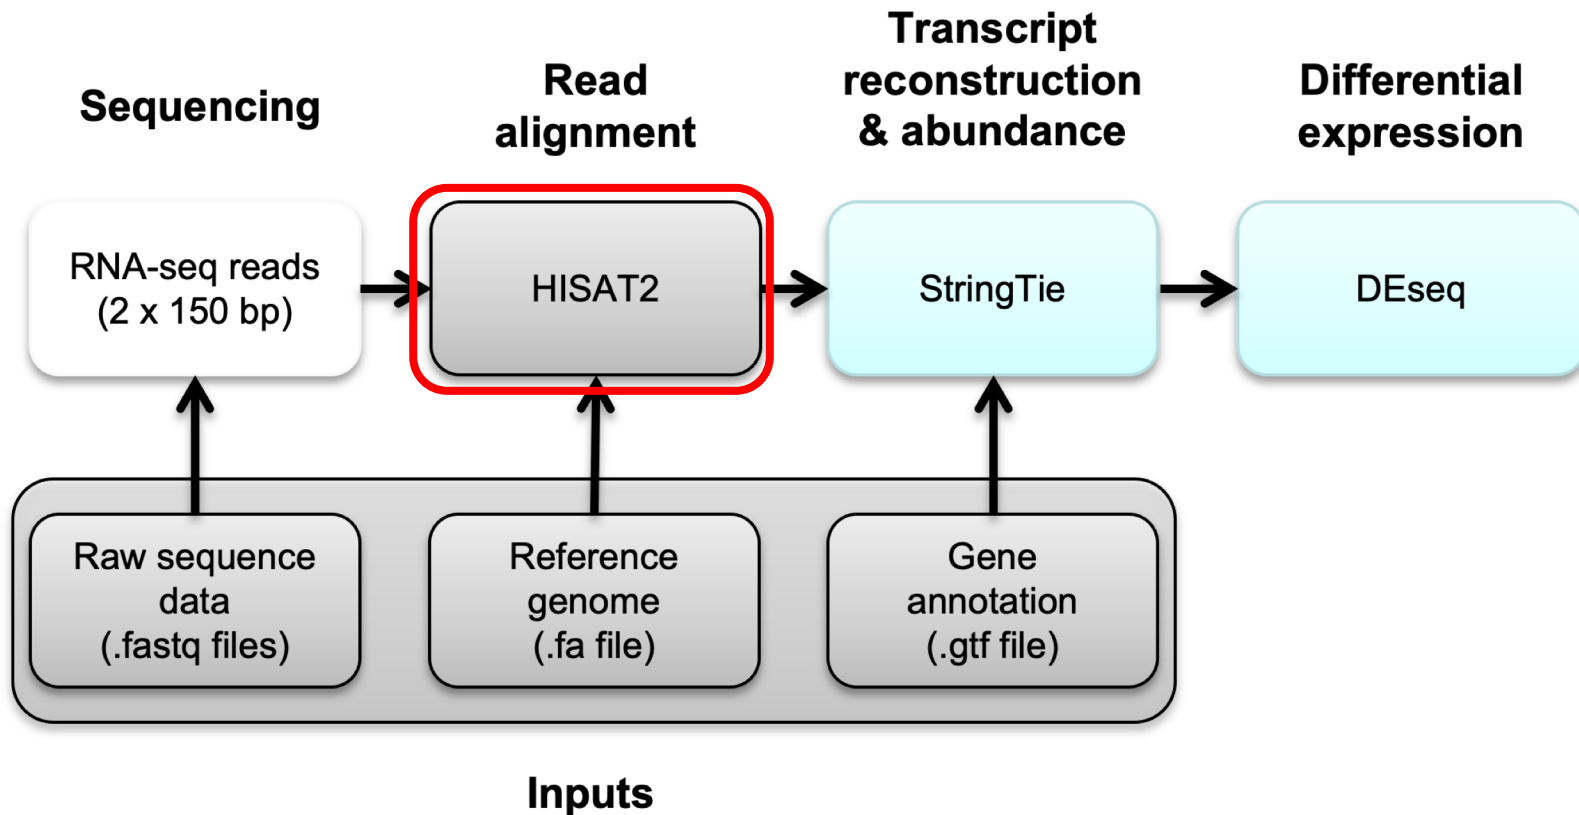 Sequencing
Read
alignment
Transcript
reconstruction
& abundance
Differential
expression
RNA-seq reads
(2 x 150 bp)
HISAT2
StringTie
DEseq
Raw sequence
data
(.fastq files)
Reference
genome
(.fa file)
Gene
annotation
(.gtf file)
Inputs